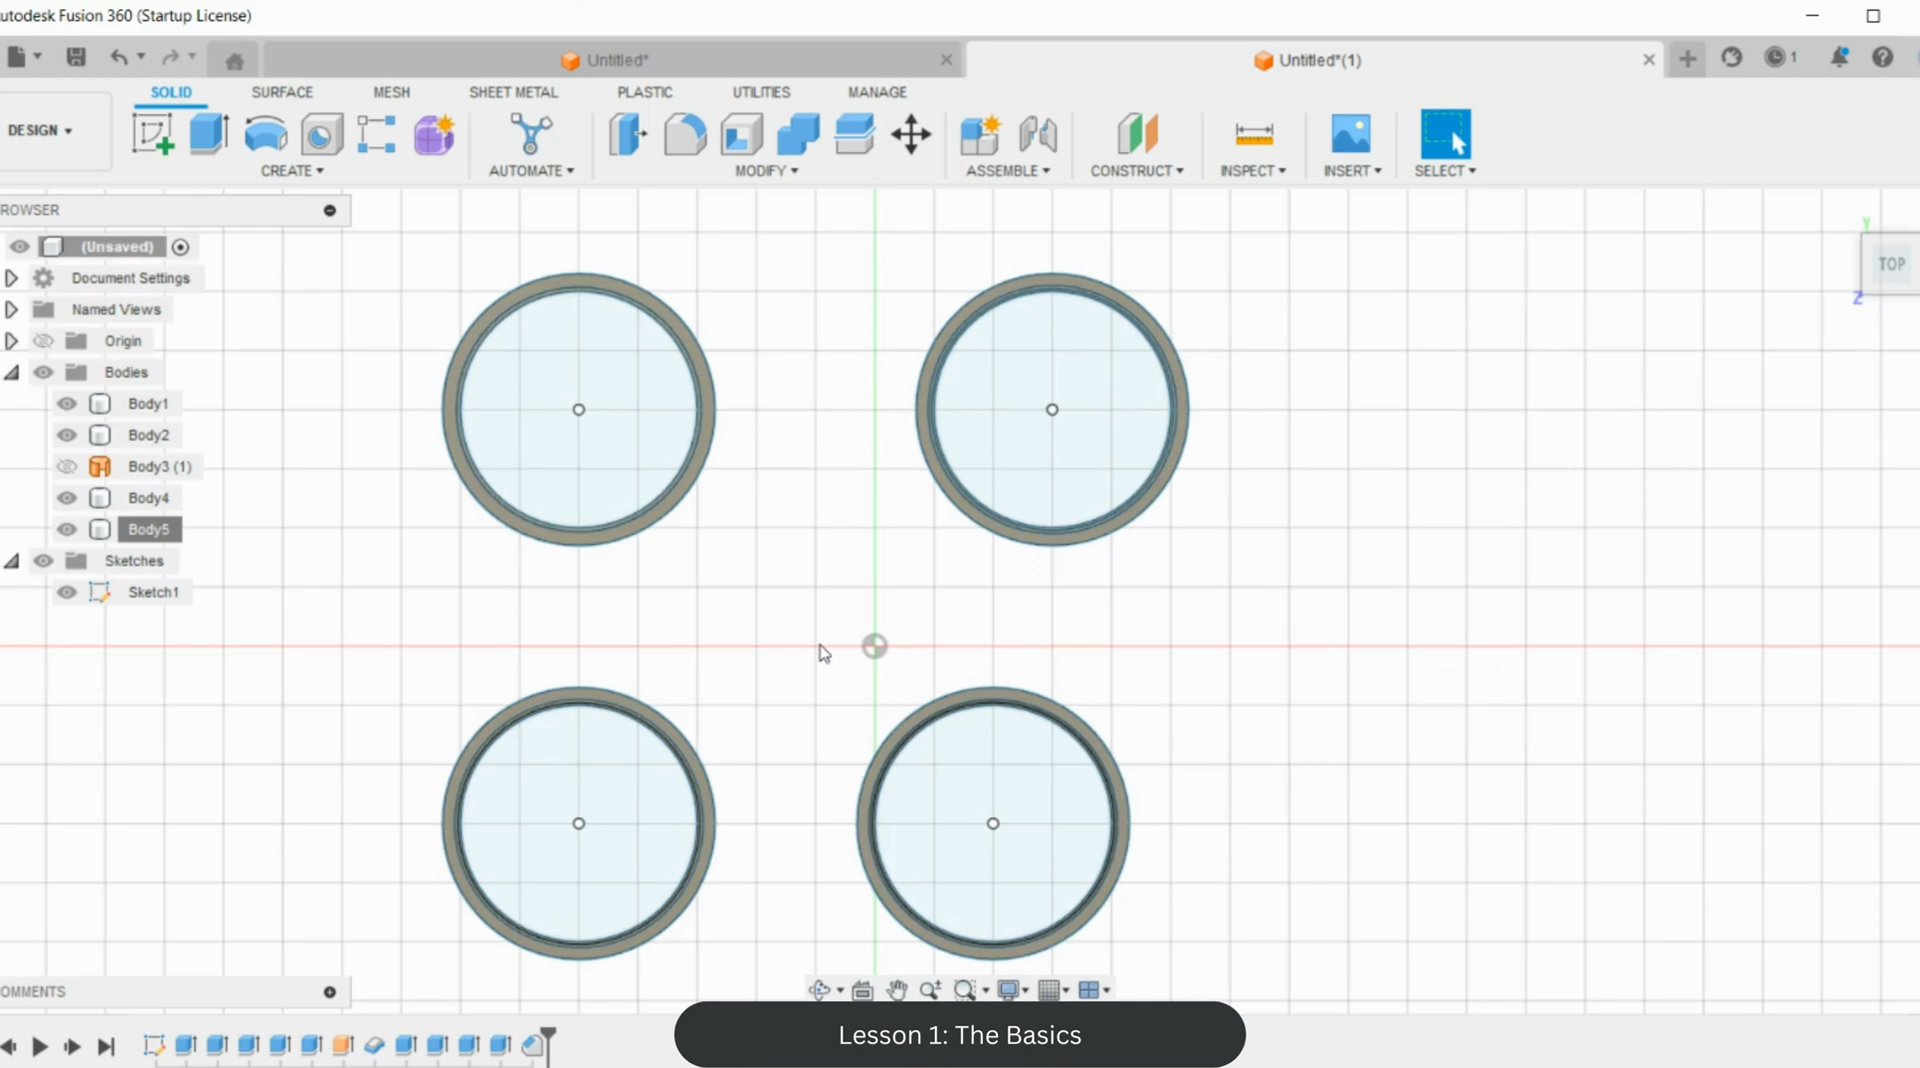 utodesk Fusion 360 (Startup License)
Untitled*
Untitled*(1)
1
SOLID
SURFACE
MESH
SHEET METAL
PLASTIC
UTILITIES
MANAGE
DESIGN
CREATE
AUTOMATE
MODIFY
ASSEMBLE
CONSTRUCT
INSPECT
INSERT
SELECT
ROWSER
(Unsaved)
Document Settings
Named Views
Origin
Bodies
Body1
Body2
Body3 (1)
Body4
Body5
Sketches
Sketch1
Y
TOP
Z
OMMENTS
Lesson 1: The Basics